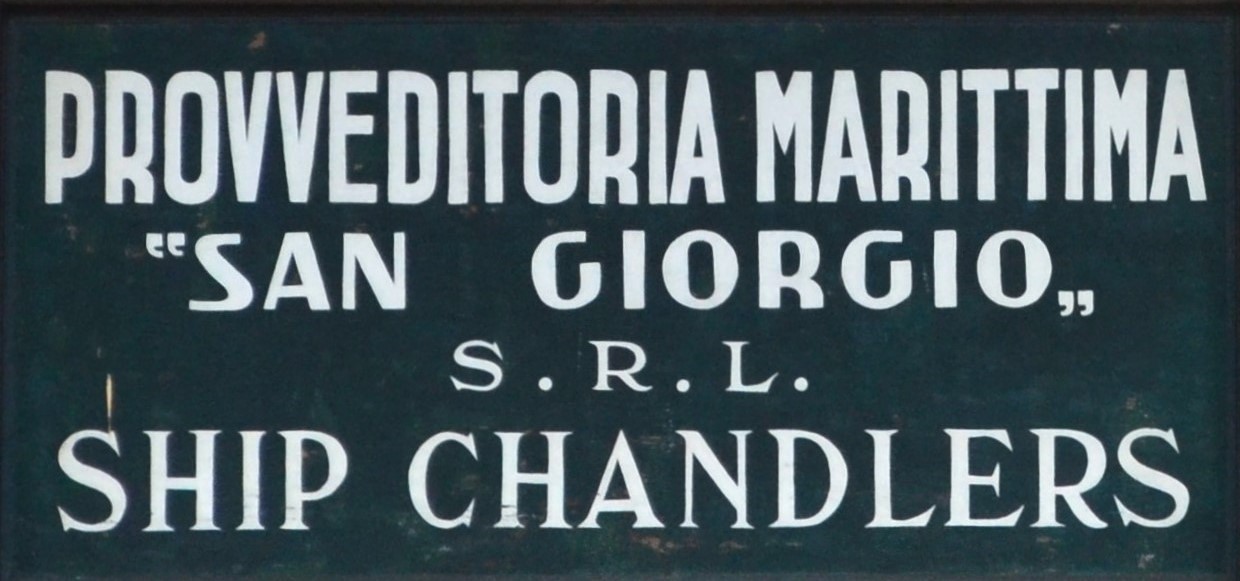 PROVVEDITORIA MARITTIMA
“SAN GIORGIO„
S.R.L.
SHIP CHANDLERS